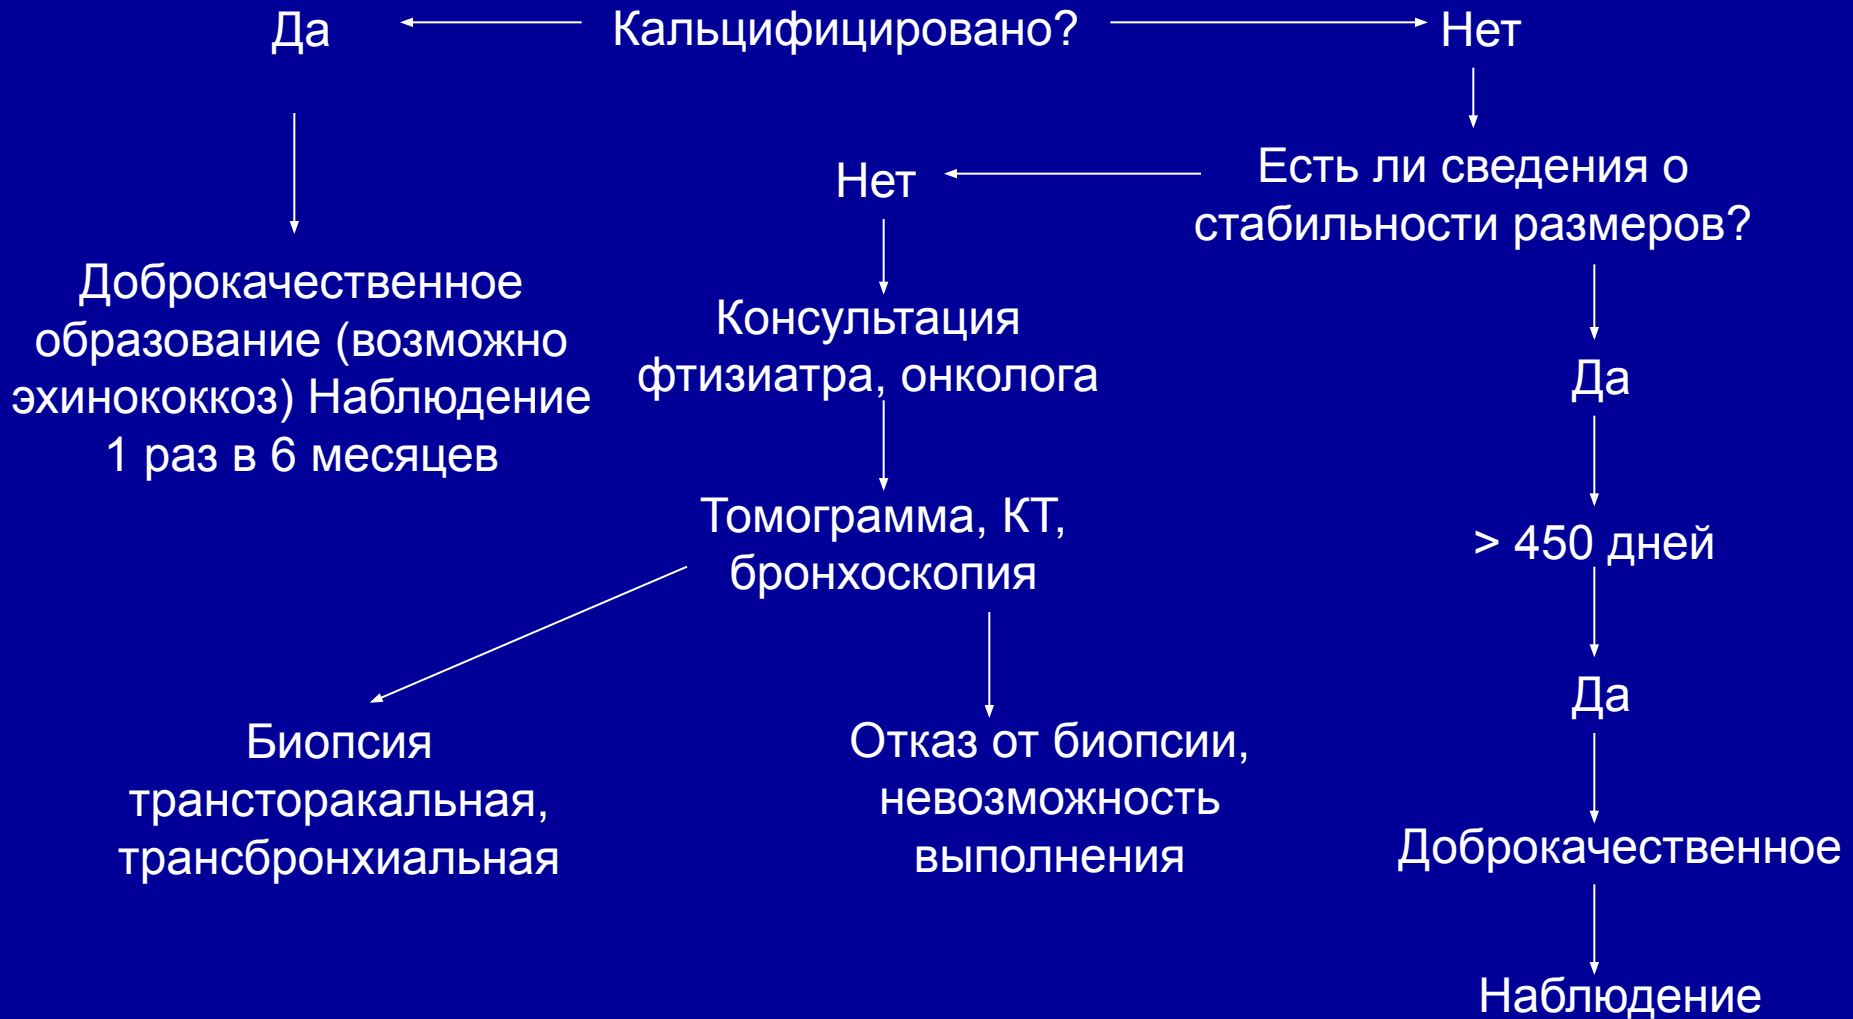 Да
Кальцифицировано?
Нет
Есть ли сведения о
стабильности размеров?
Нет
Доброкачественное
образование (возможно
эхинококкоз) Наблюдение
1 раз в 6 месяцев
Консультация
фтизиатра, онколога
Да
Томограмма, КТ,
бронхоскопия
> 450 дней
Да
Биопсия
трансторакальная,
трансбронхиальная
Отказ от биопсии,
невозможность
выполнения
Доброкачественное
Наблюдение